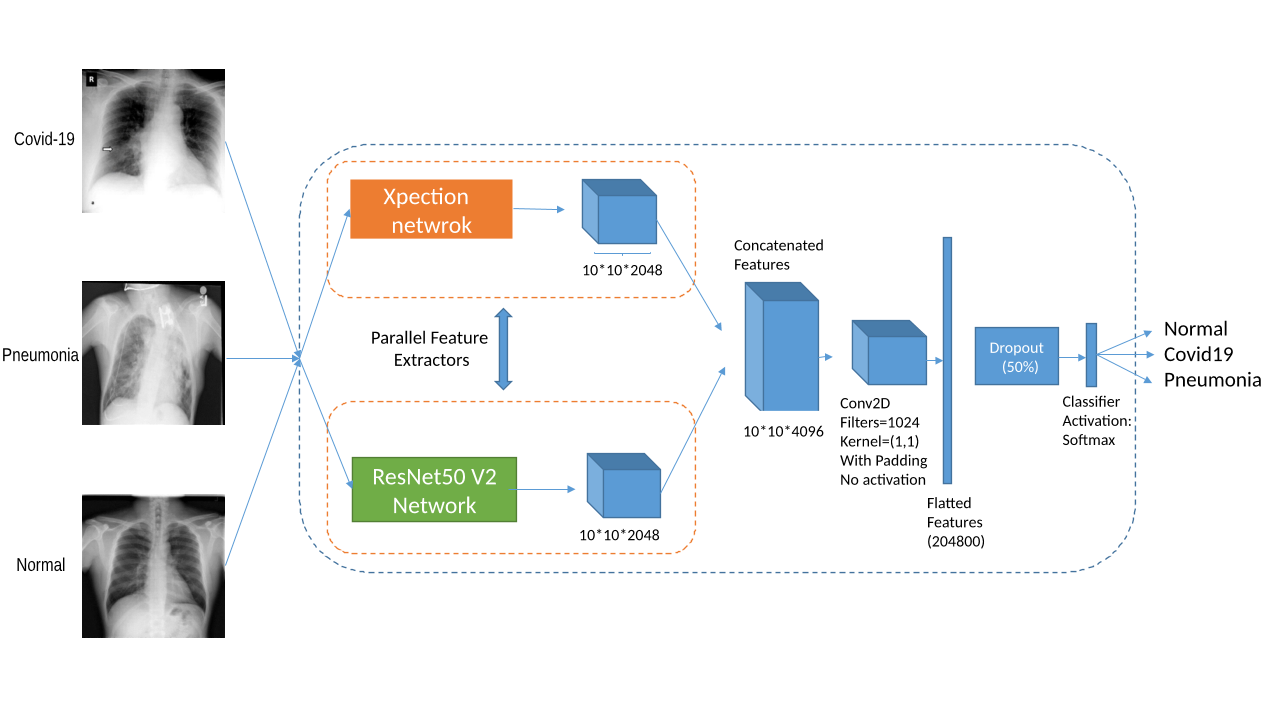 R
Covid-19
Pneumonia
Normal
Xpection
netwrok
10*10*2048
Parallel Feature
Extractors
ResNet50 V2
Network
10*10*2048
Concatenated
Features
10*10*4096
Conv2D
Filters=1024
Kernel=(1,1)
With Padding
No activation
Flatted
Features
(204800)
Dropout
(50%)
Classifier
Activation:
Softmax
Normal
Covid19
Pneumonia